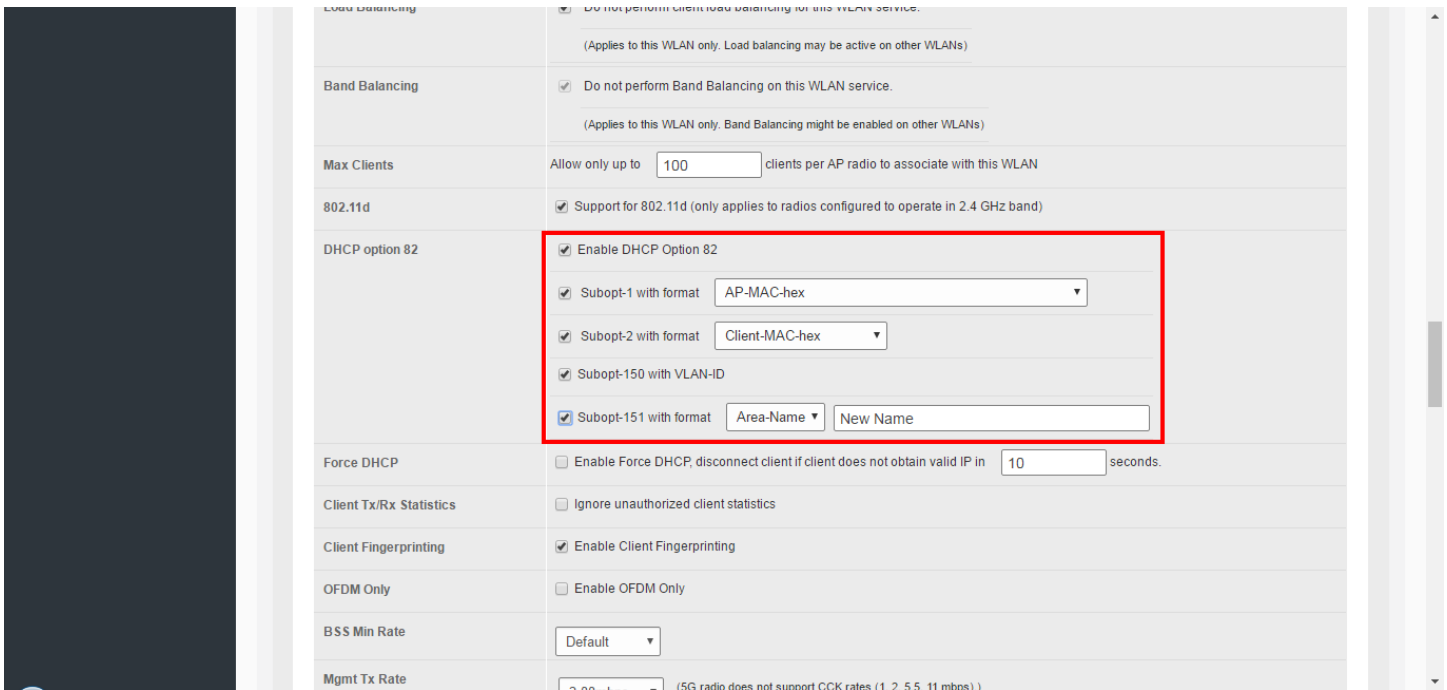 Load Balancing Do not perform client load balancing for this WLAN service.
(Applies to this WLAN only. Load balancing may be active on other WLANs)
Band Balancing Do not perform Band Balancing on this WLAN service.
(Applies to this WLAN only. Band Balancing might be enabled on other WLANs)
Max Clients Allow only up to 100 clients per AP radio to associate with this WLAN
802.11d Support for 802.11d (only applies to radios configured to operate in 2.4 GHz band)
DHCP option 82 Enable DHCP Option 82
Subopt-1 with format AP-MAC-hex
Subopt-2 with format Client-MAC-hex
Subopt-150 with VLAN-ID
Subopt-151 with format Area-Name New Name
Force DHCP Enable Force DHCP, disconnect client if client does not obtain valid IP in 10 seconds.
Client Tx/Rx Statistics Ignore unauthorized client statistics
Client Fingerprinting Enable Client Fingerprinting
OFDM Only Enable OFDM Only
BSS Min Rate Default
Mgmt Tx Rate (5G radio does not support CCK rates (1, 2, 5.5, 11 mbps).)